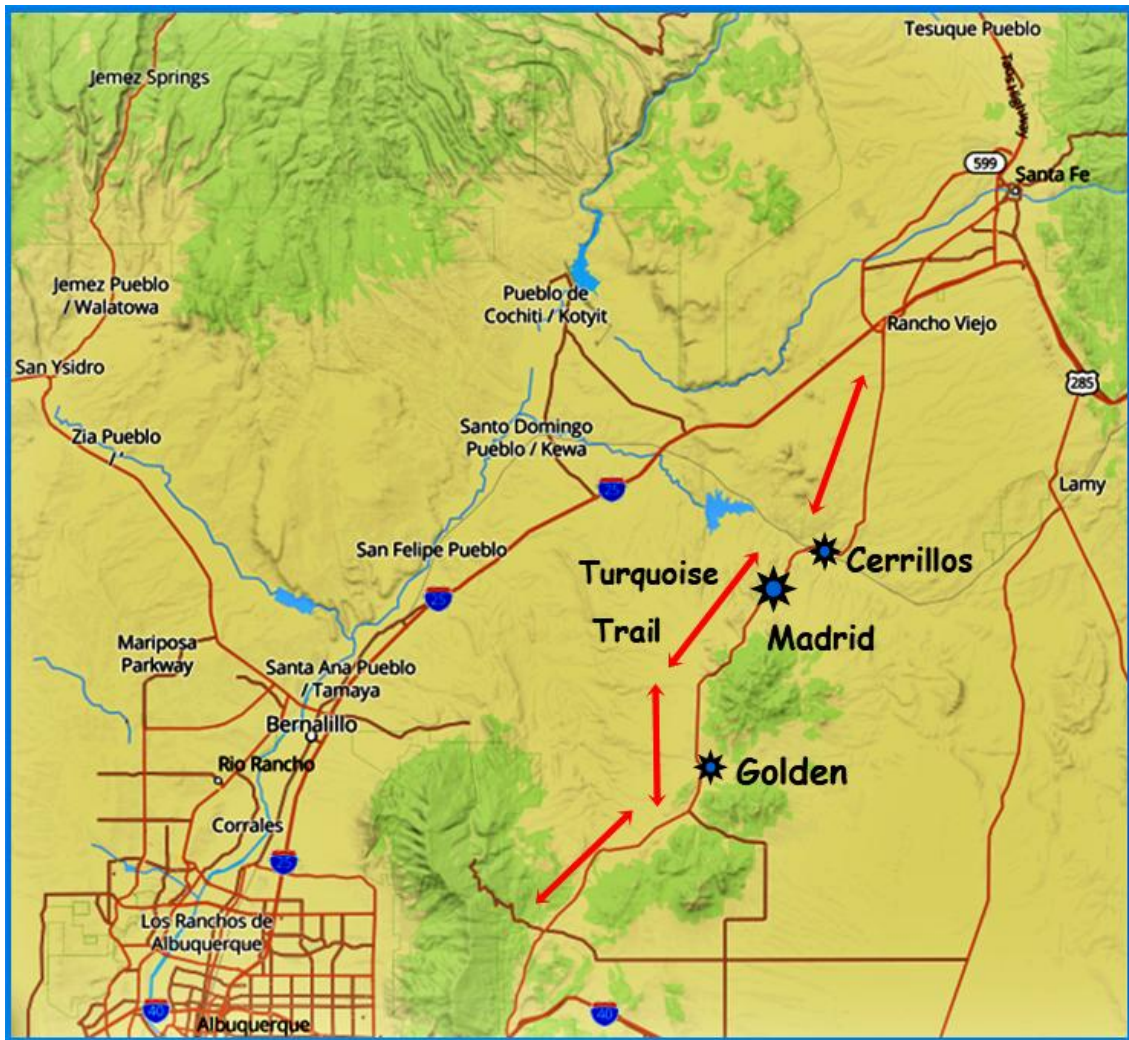 Tesuque Pueblo
Jemez Springs
Taos Highway
599
Santa Fe
Jemez Pueblo
/ Walatowa
Pueblo de
Cochiti / Kotyit
Rancho Viejo
San Ysidro
285
Zia Pueblo
/ '
Santo Domingo
Pueblo / Kewa
25
Lamy
San Felipe Pueblo
Cerrillos
Turquoise
Trail
25
Madrid
Mariposa
Parkway
Santa Ana Pueblo
/ Tamaya
Bernalillo
Rio Rancho
Golden
Corrales
25
Los Ranchos de
Albuquerque
40
40
Albuquerque